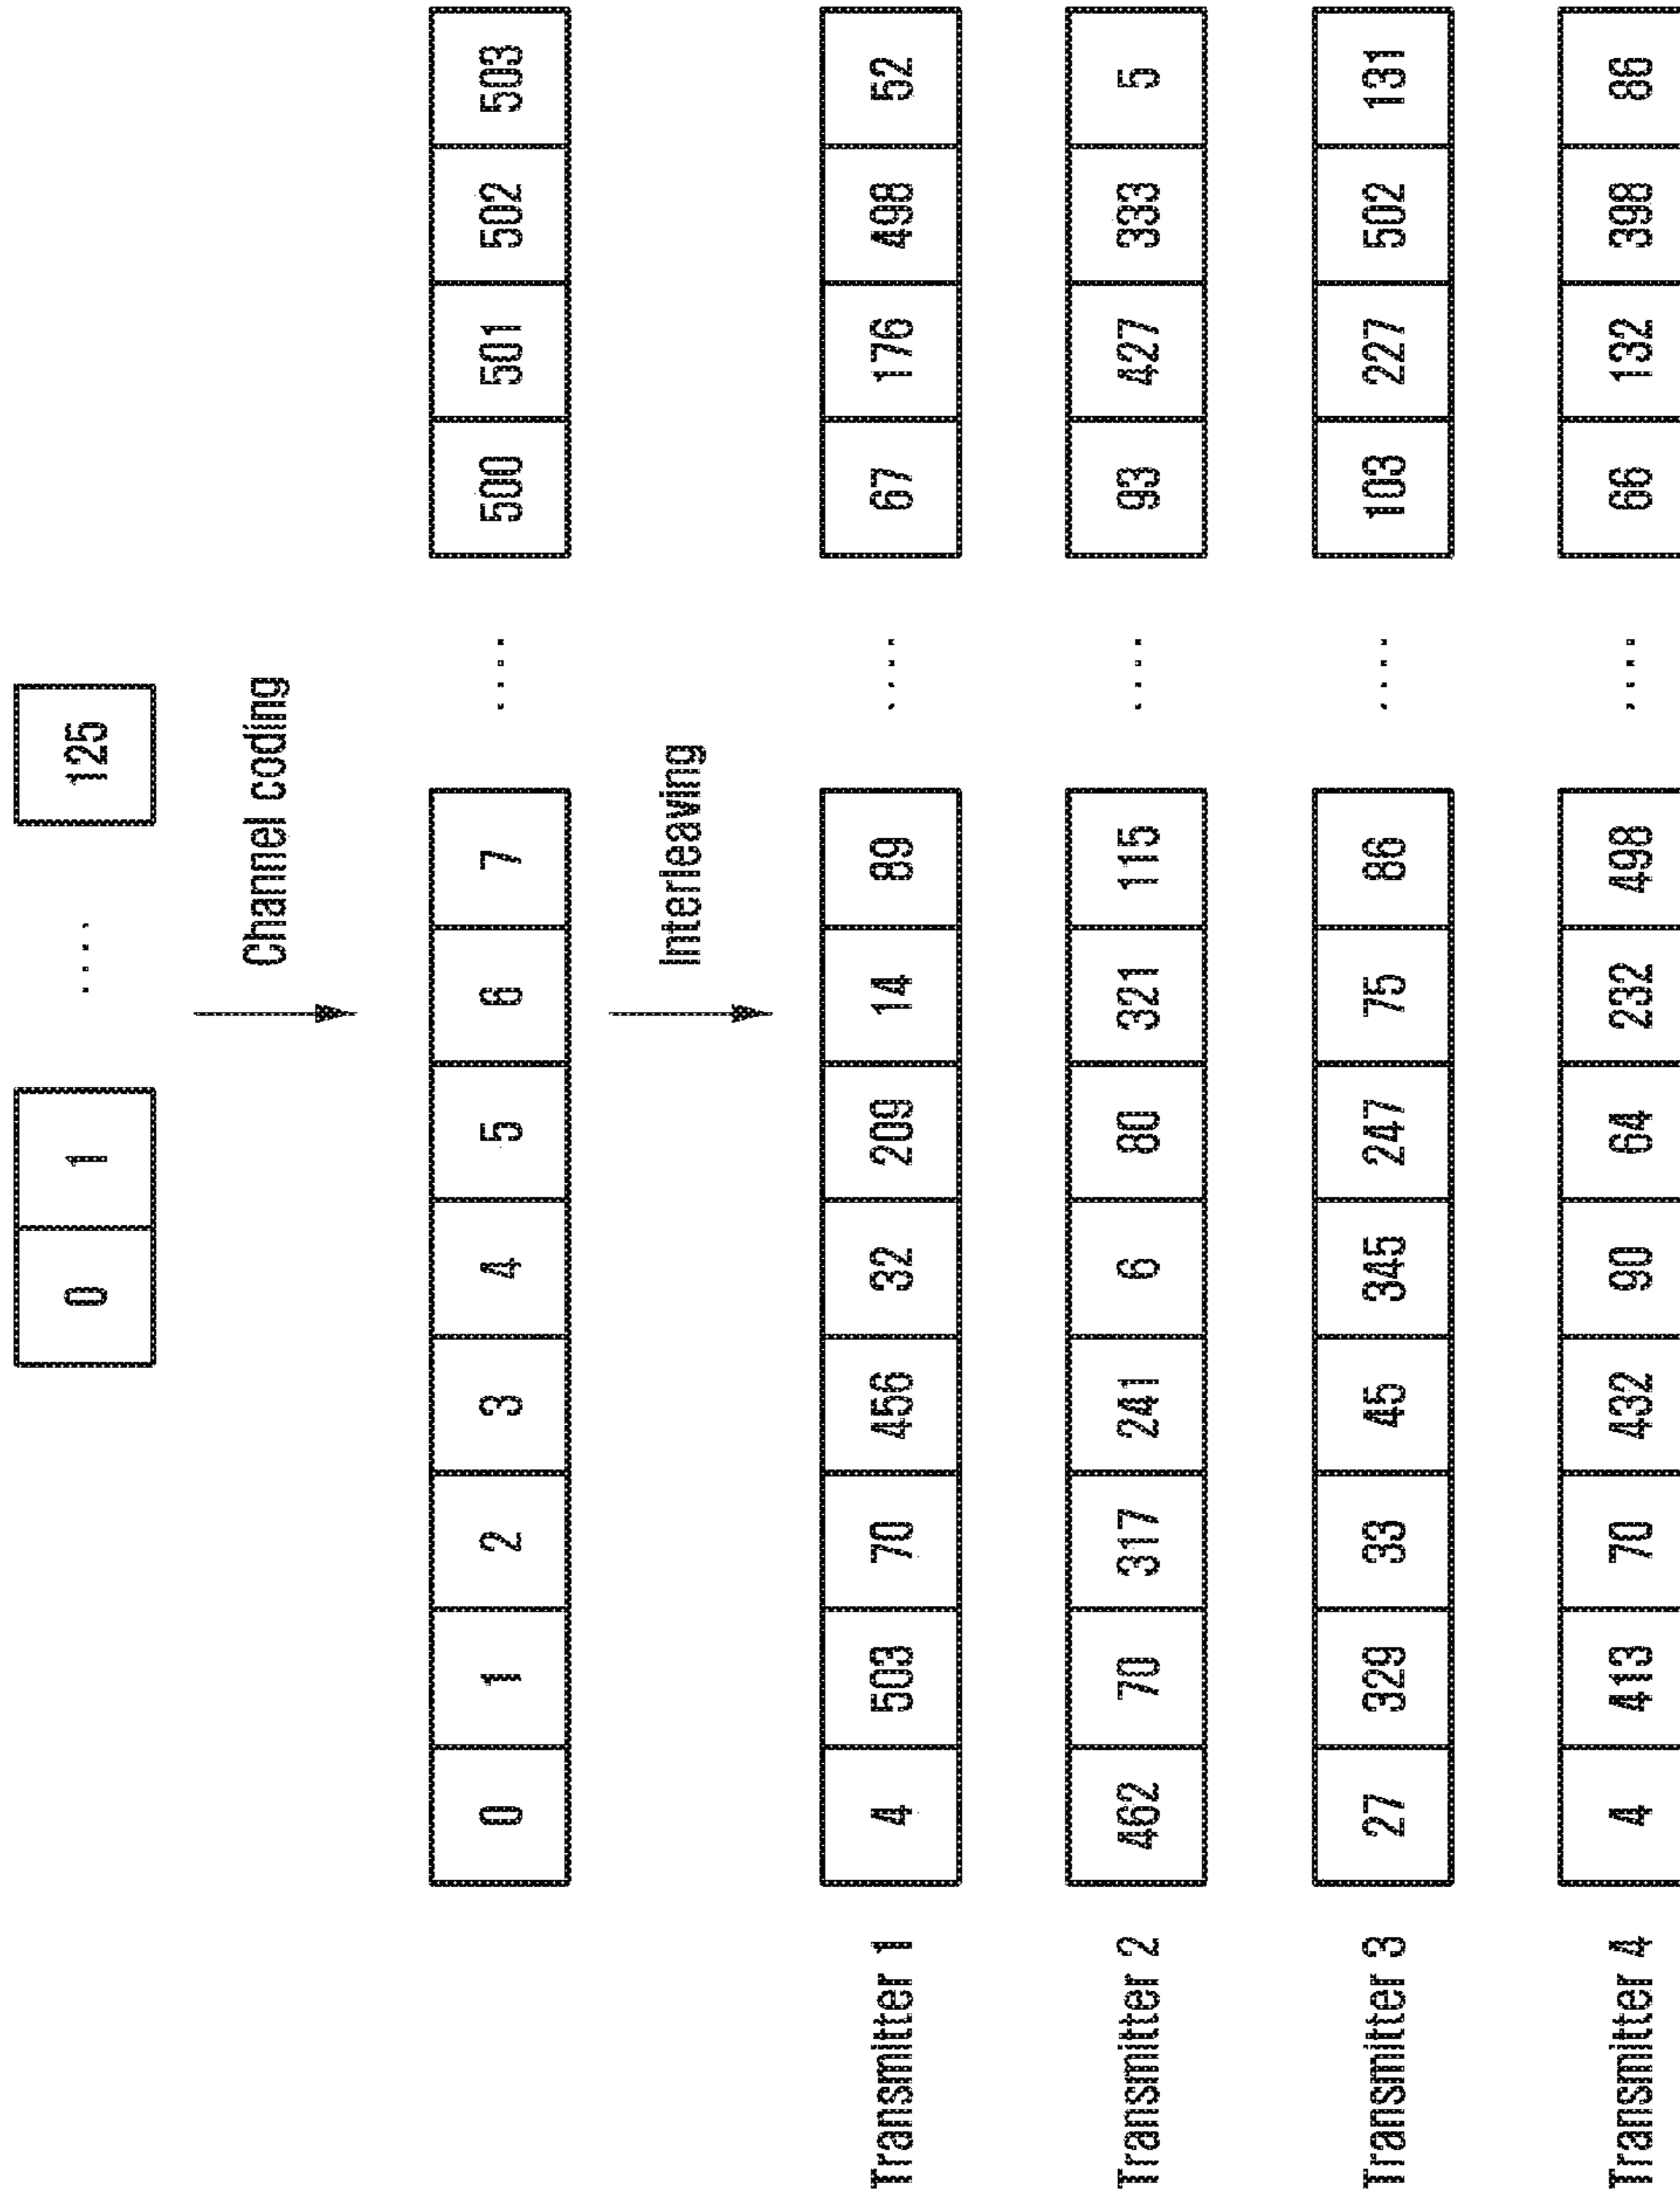 0 1 .... 125
Channel coding
0 1 2 3 4 5 6 7 .... 500 501 502 503
Interleaving
Transmitter 1 4 503 70 456 32 209 14 89 .... 67 176 498 52
Transmitter 2 462 70 317 241 6 80 321 115 .... 93 427 333 5
Transmitter 3 27 329 33 45 345 247 75 86 .... 103 227 502 131
Transmitter 4 4 413 70 432 90 64 232 498 .... 66 132 398 86